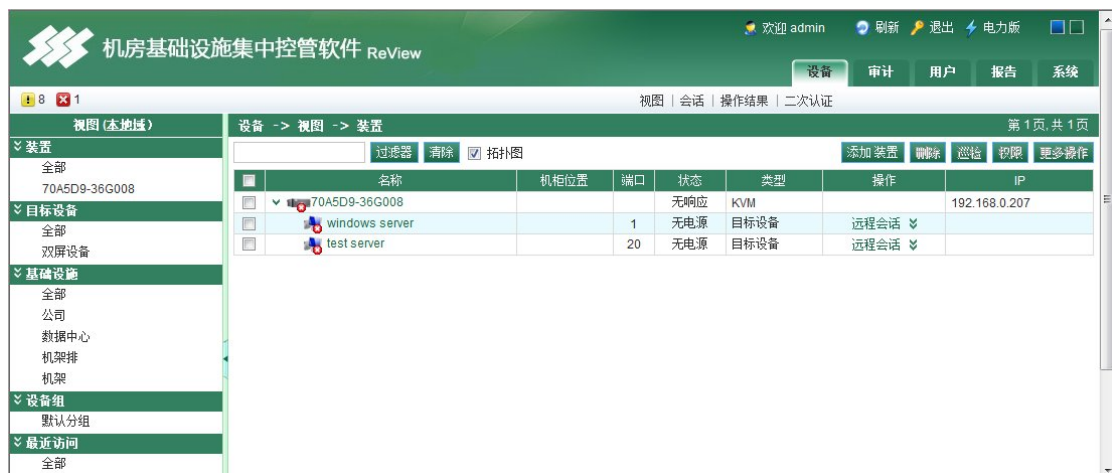 欢迎 admin 刷新 退出 电力版
机房基础设施集中控管软件 ReView
设备 审计 用户 报告 系统
8 1 视图 | 会话 | 操作结果 | 二次认证
视图 (本地域)
装置
全部
70A5D9-36G008
目标设备
全部
双屏设备
基础设施
全部
公司
数据中心
机架排
机架
设备组
默认分组
最近访问
全部
设备 -> 视图 -> 装置 第 1 页,共 1 页
过滤器 清除 拓扑图 添加装置 删除 巡检 权限 更多操作
名称 机柜位置 端口 状态 类型 操作 IP
70A5D9-36G008 无响应 KVM 192.168.0.207
windows server 1 无电源 目标设备 远程会话
test server 20 无电源 目标设备 远程会话